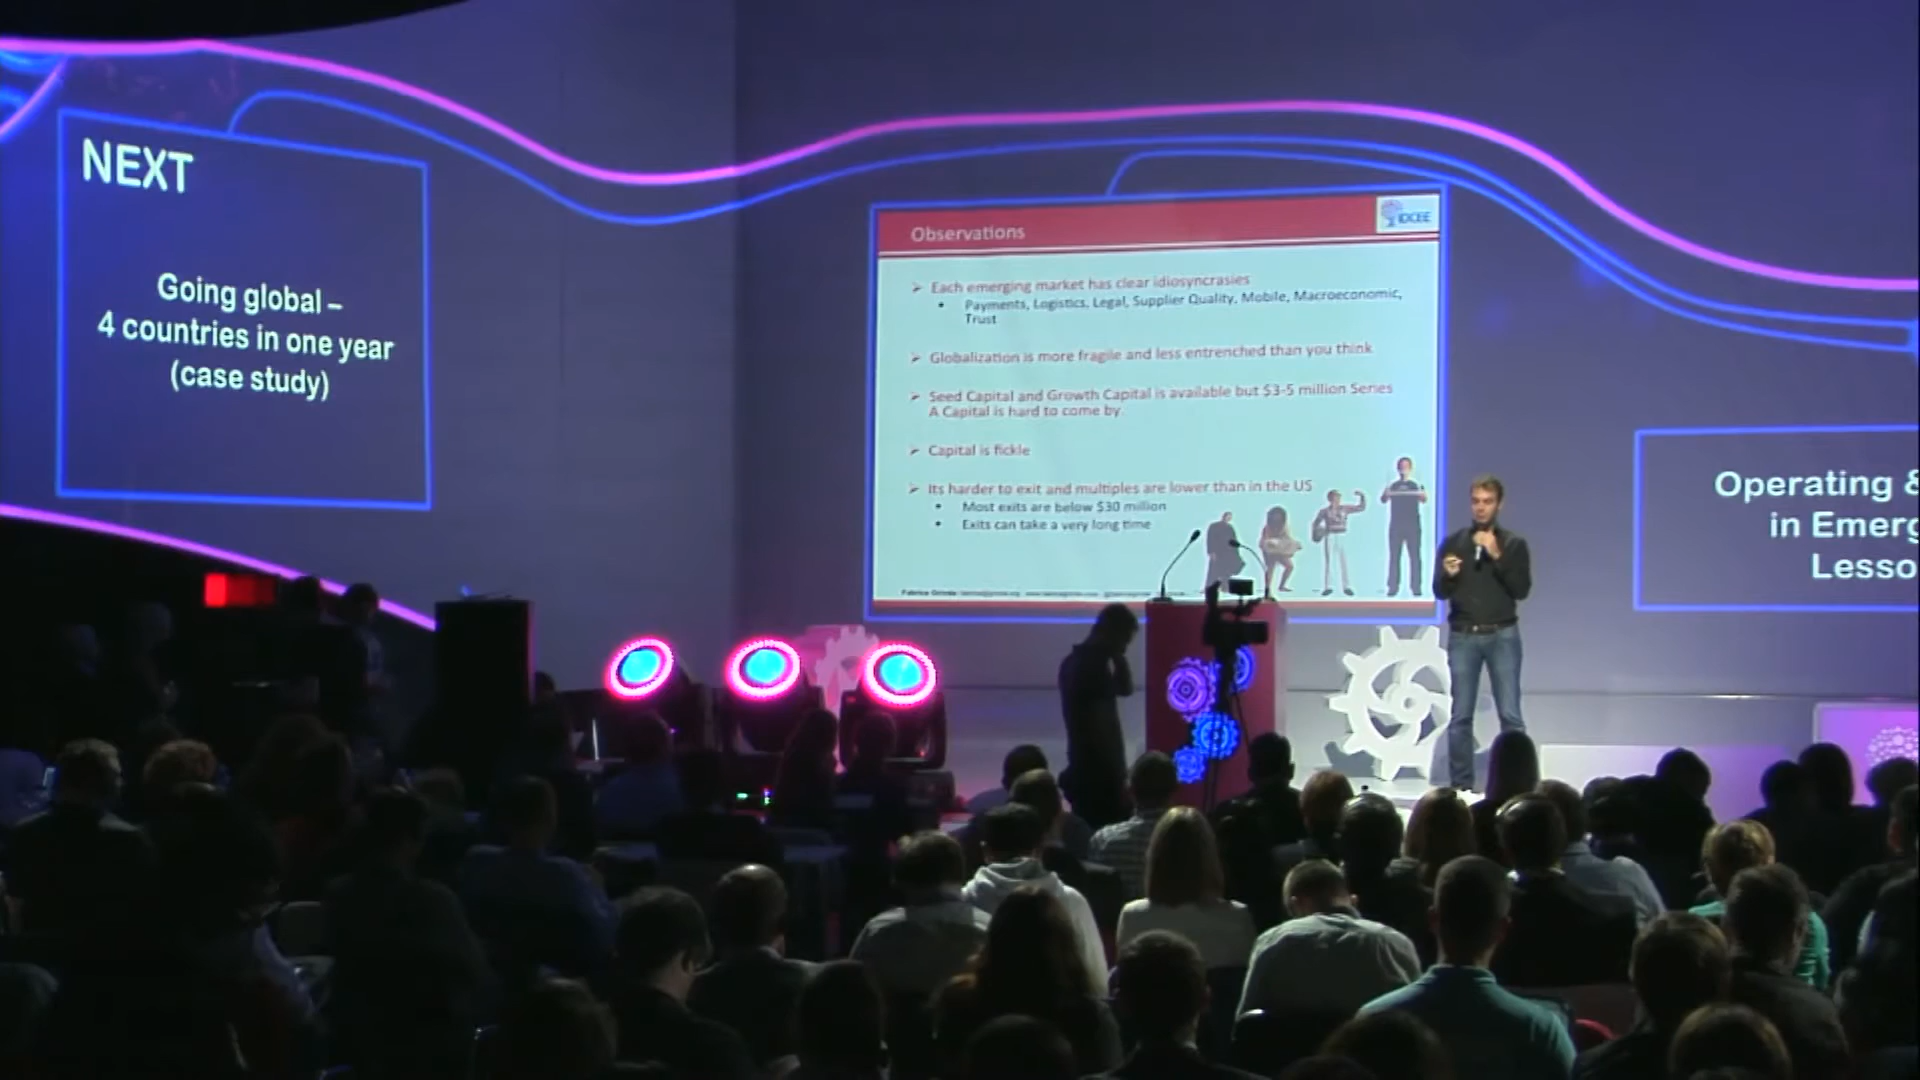 NEXT
Going global –
4 countries in one year
(case study)
Observations
IDCEE
Each emerging market has clear idiosyncrasies
Payments, Logistics, Legal, Supplier Quality, Mobile, Macroeconomic,
Trust
Globalization is more fragile and less entrenched than you think
Seed Capital and Growth Capital is available but $3-5 million Series
A Capital is hard to come by
Capital is fickle
Its harder to exit and multiples are lower than in the US
Most exits are below $30 million
Exits can take a very long time
Fabrice Grinda
Operating &
in Emerg
Lesso